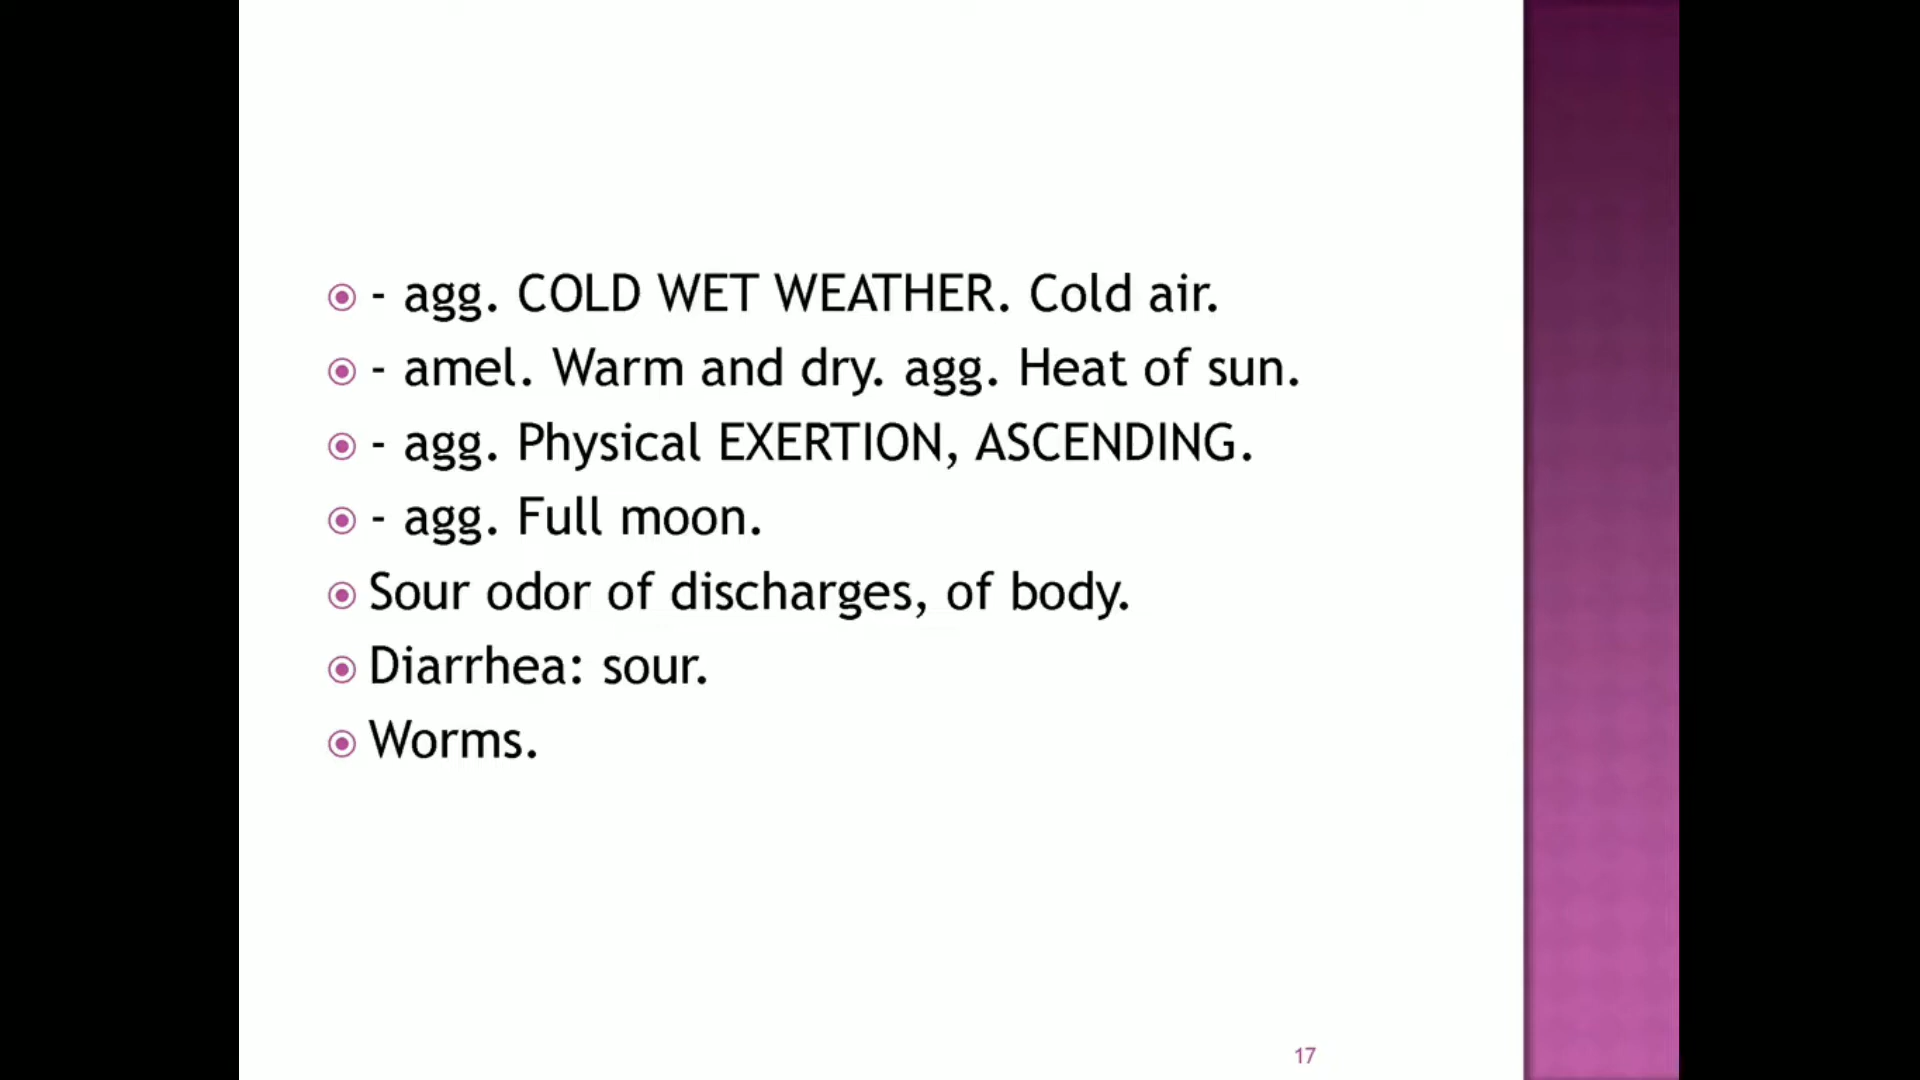 - agg. COLD WET WEATHER. Cold air.
- amel. Warm and dry. agg. Heat of sun.
- agg. Physical EXERTION, ASCENDING.
- agg. Full moon.
Sour odor of discharges, of body.
Diarrhea: sour.
Worms.
17